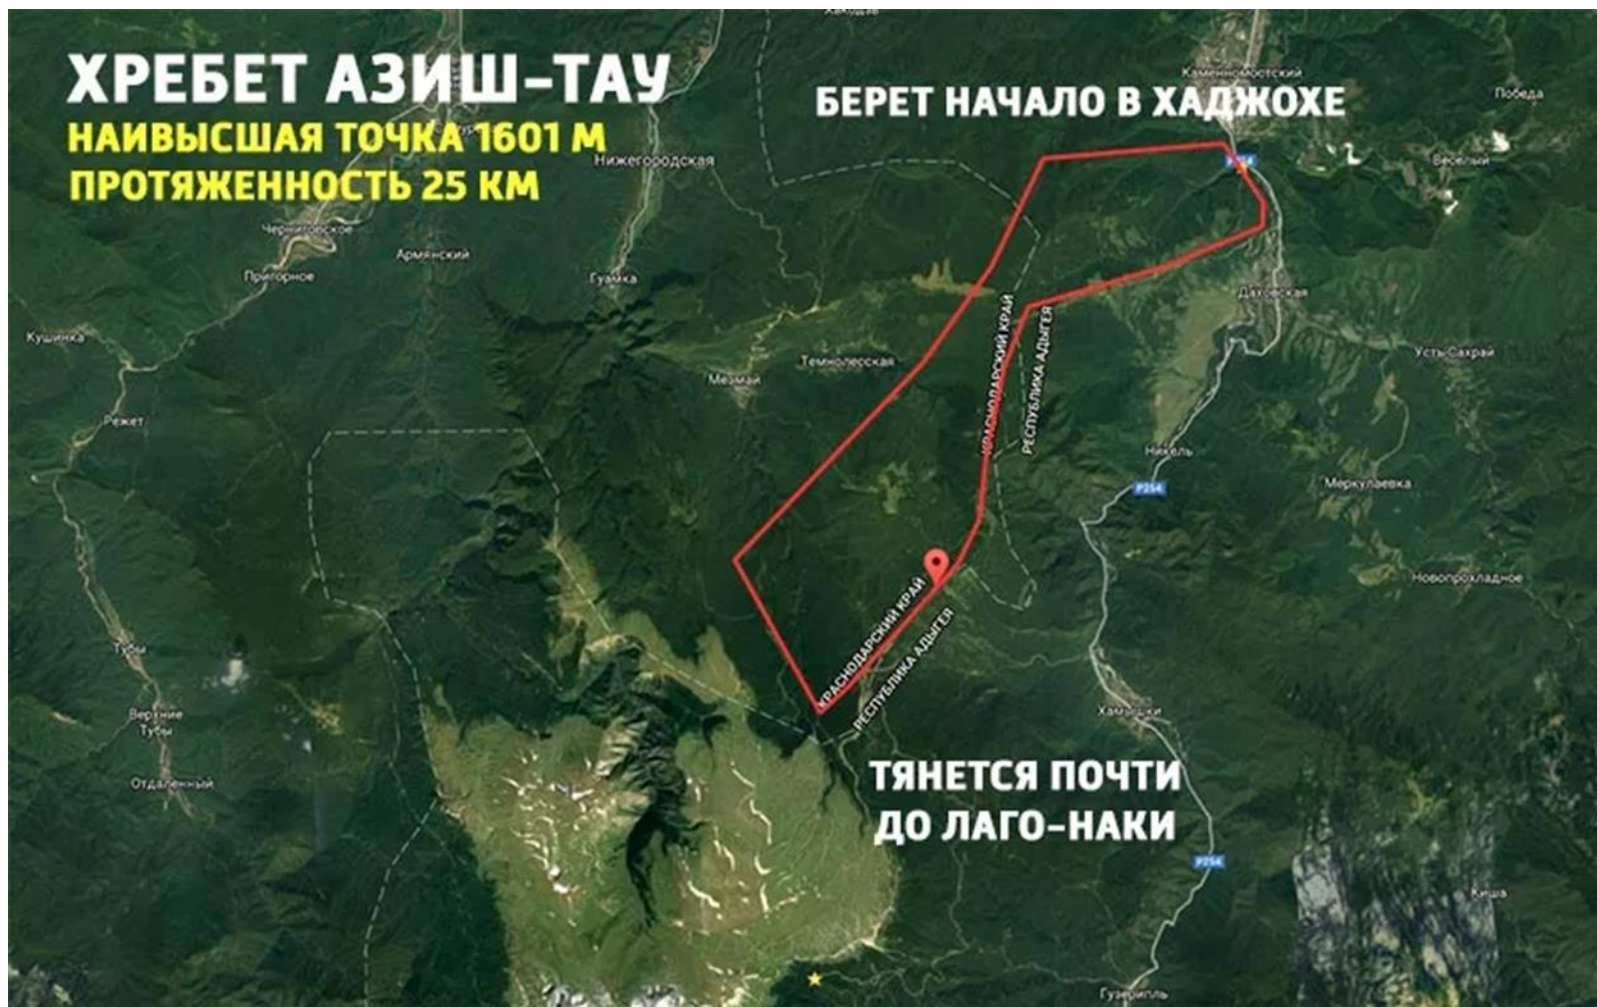 ХРЕБЕТ АЗИШ-ТАУ
НАИВЫСШАЯ ТОЧКА 1601 М
ПРОТЯЖЕННОСТЬ 25 КМ
БЕРЕТ НАЧАЛО В ХАДЖОХЕ
Каменномостский
Победа
Нижегородская
Р254
Веселый
Черниговское
Армянский
Пригорное
Гуамка
Даховская
Кушинка
Темнолесская
Мезмай
КРАСНОДАРСКИЙ КРАЙ
РЕСПУБЛИКА АДЫГЕЯ
Усть-Сахрай
Режет
Никель
Р254
Меркулаевка
Новопрохладное
КРАСНОДАРСКИЙ КРАЙ
РЕСПУБЛИКА АДЫГЕЯ
Тубы
Верхние
Тубы
Хамышки
Отдаленный
ТЯНЕТСЯ ПОЧТИ
ДО ЛАГО-НАКИ
Р254
Киша
Гузерипль